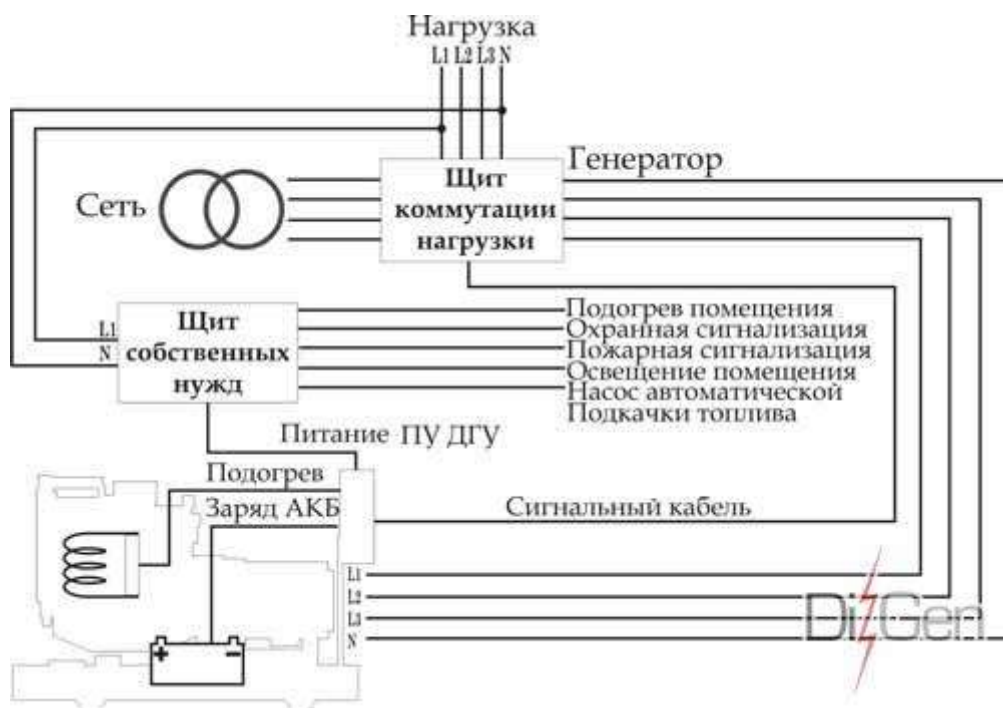 Нагрузка
L1 L2 L3 N
Генератор
Щит
коммутации
нагрузки
Сеть
L1
N
Щит
собственных
нужд
Подогрев помещения
Охранная сигнализация
Пожарная сигнализация
Освещение помещения
Насос автоматической
Подкачки топлива
Питание ПУ ДГУ
Подогрев
Заряд АКБ
Сигнальный кабель
L1
L2
L3
N
+ −
DiZGen